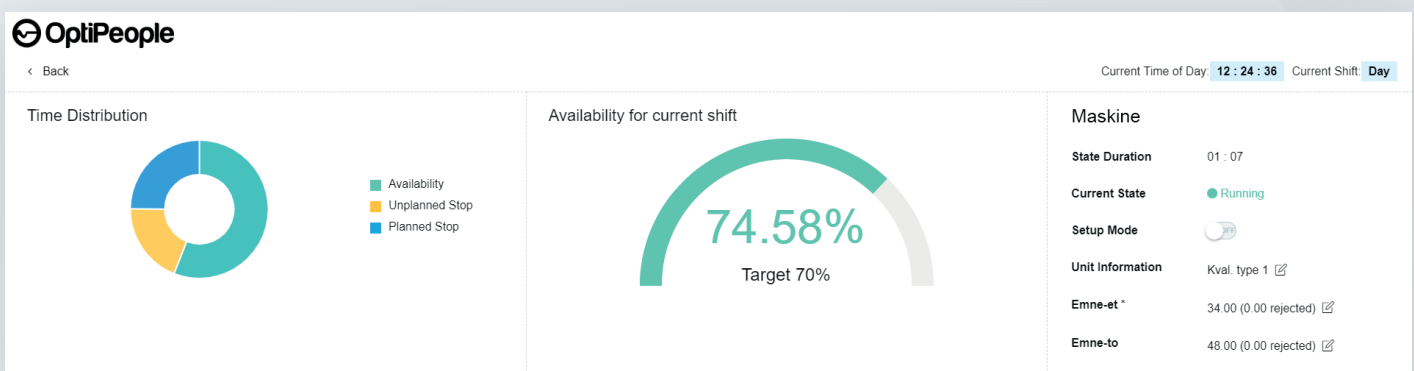 OptiPeople
< Back
Current Time of Day: 12 : 24 : 36 Current Shift: Day
Time Distribution
Availability
Unplanned Stop
Planned Stop
Availability for current shift
74.58%
Target 70%
Maskine
State Duration 01 : 07
Current State Running
Setup Mode OFF
Unit Information Kval. type 1
Emne-et * 34.00 (0.00 rejected)
Emne-to 48.00 (0.00 rejected)